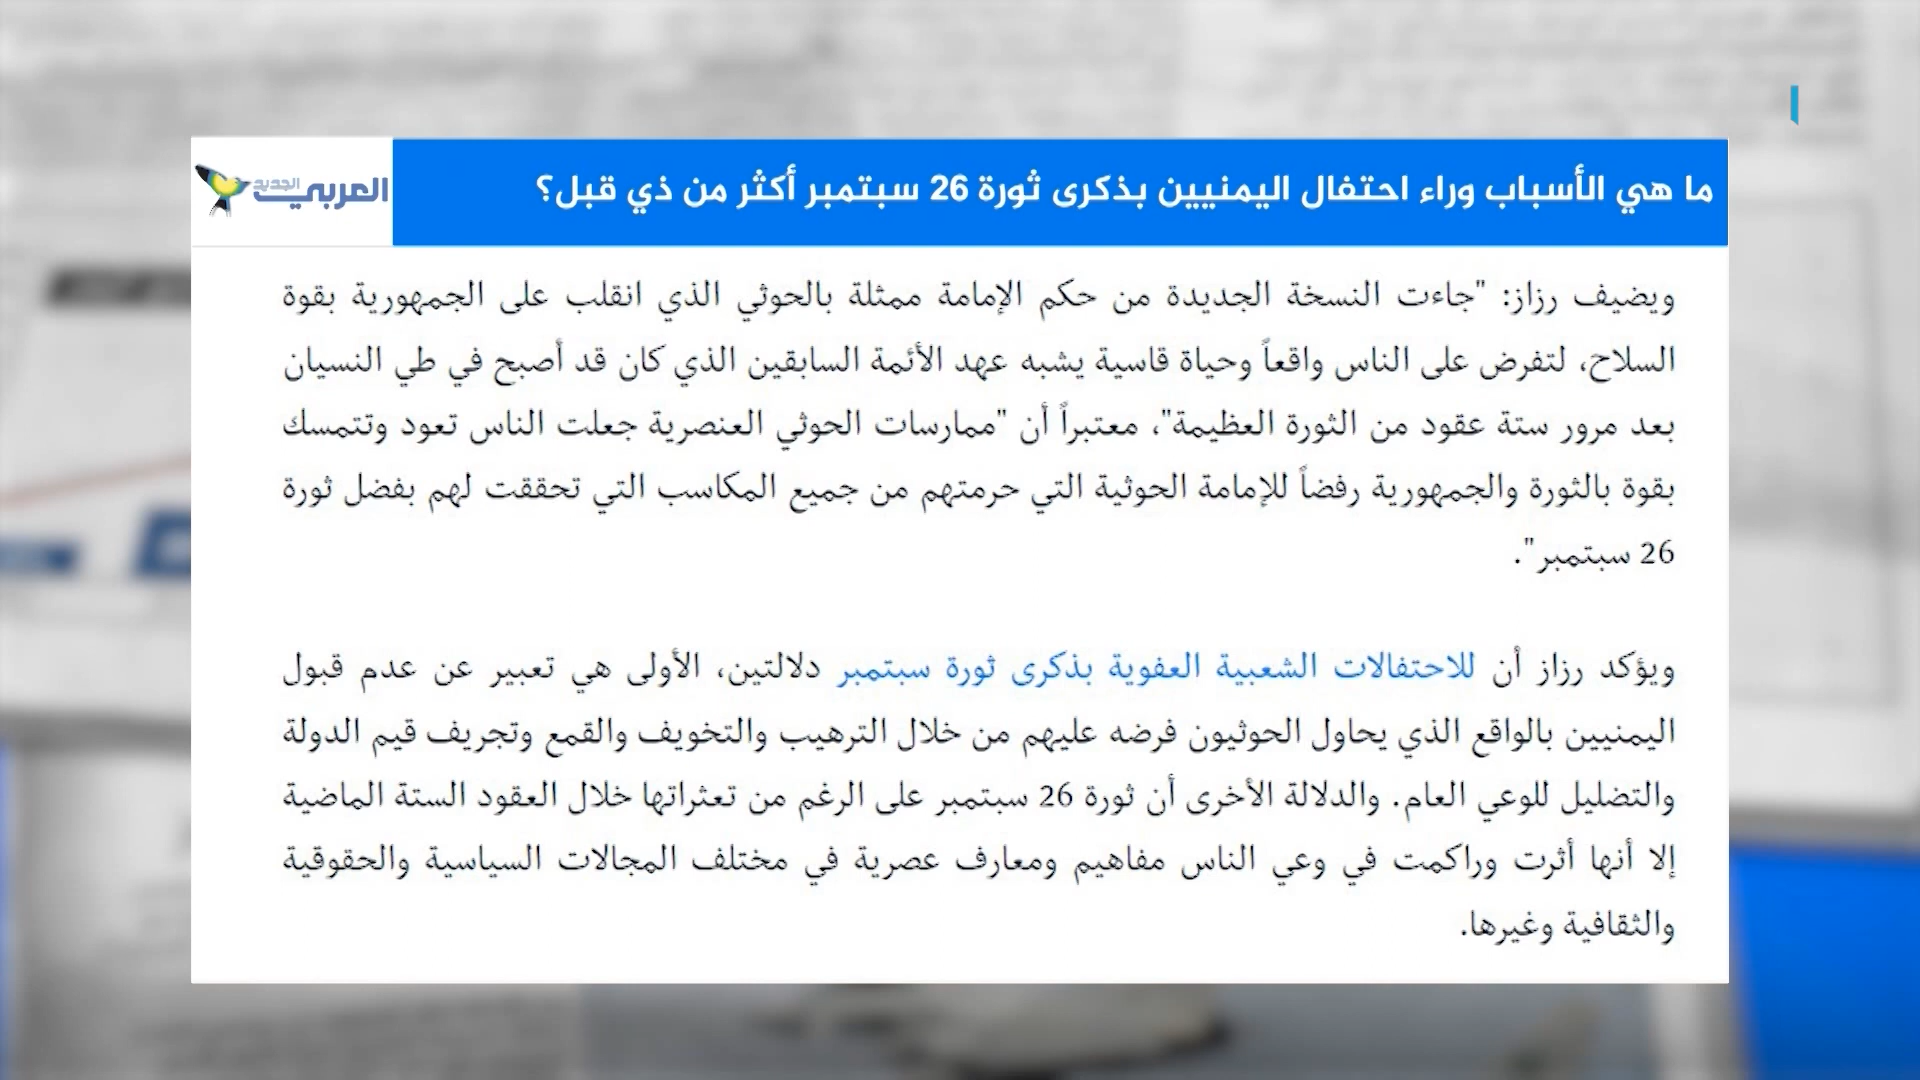 ما هي الأسباب وراء احتفال اليمنيين بذكرى ثورة 26 سبتمبر أكثر من ذي قبل؟
العربي الجديد
ويضيف رزاز: "جاءت النسخة الجديدة من حكم الإمامة ممثلة بالحوثي الذي انقلب على الجمهورية بقوة
السلاح، لتفرض على الناس واقعاً وحياة قاسية يشبه عهد الأئمة السابقين الذي كان قد أصبح في طي النسيان
بعد مرور ستة عقود من الثورة العظيمة"، معتبراً أن "ممارسات الحوثي العنصرية جعلت الناس تعود وتتمسك
بقوة بالثورة والجمهورية رفضاً للإمامة الحوثية التي حرمتهم من جميع المكاسب التي تحققت لهم بفضل ثورة
26 سبتمبر".
ويؤكد رزاز أن للاحتفالات الشعبية العفوية بذكرى ثورة سبتمبر دلالتين، الأولى هي تعبير عن عدم قبول
اليمنيين بالواقع الذي يحاول الحوثيون فرضه عليهم من خلال الترهيب والتخويف والقمع وتجريف قيم الدولة
والتضليل للوعي العام. والدلالة الأخرى أن ثورة 26 سبتمبر على الرغم من تعثراتها خلال العقود الستة الماضية
إلا أنها أثرت وراكمت في وعي الناس مفاهيم ومعارف عصرية في مختلف المجالات السياسية والحقوقية
والثقافية وغيرها.